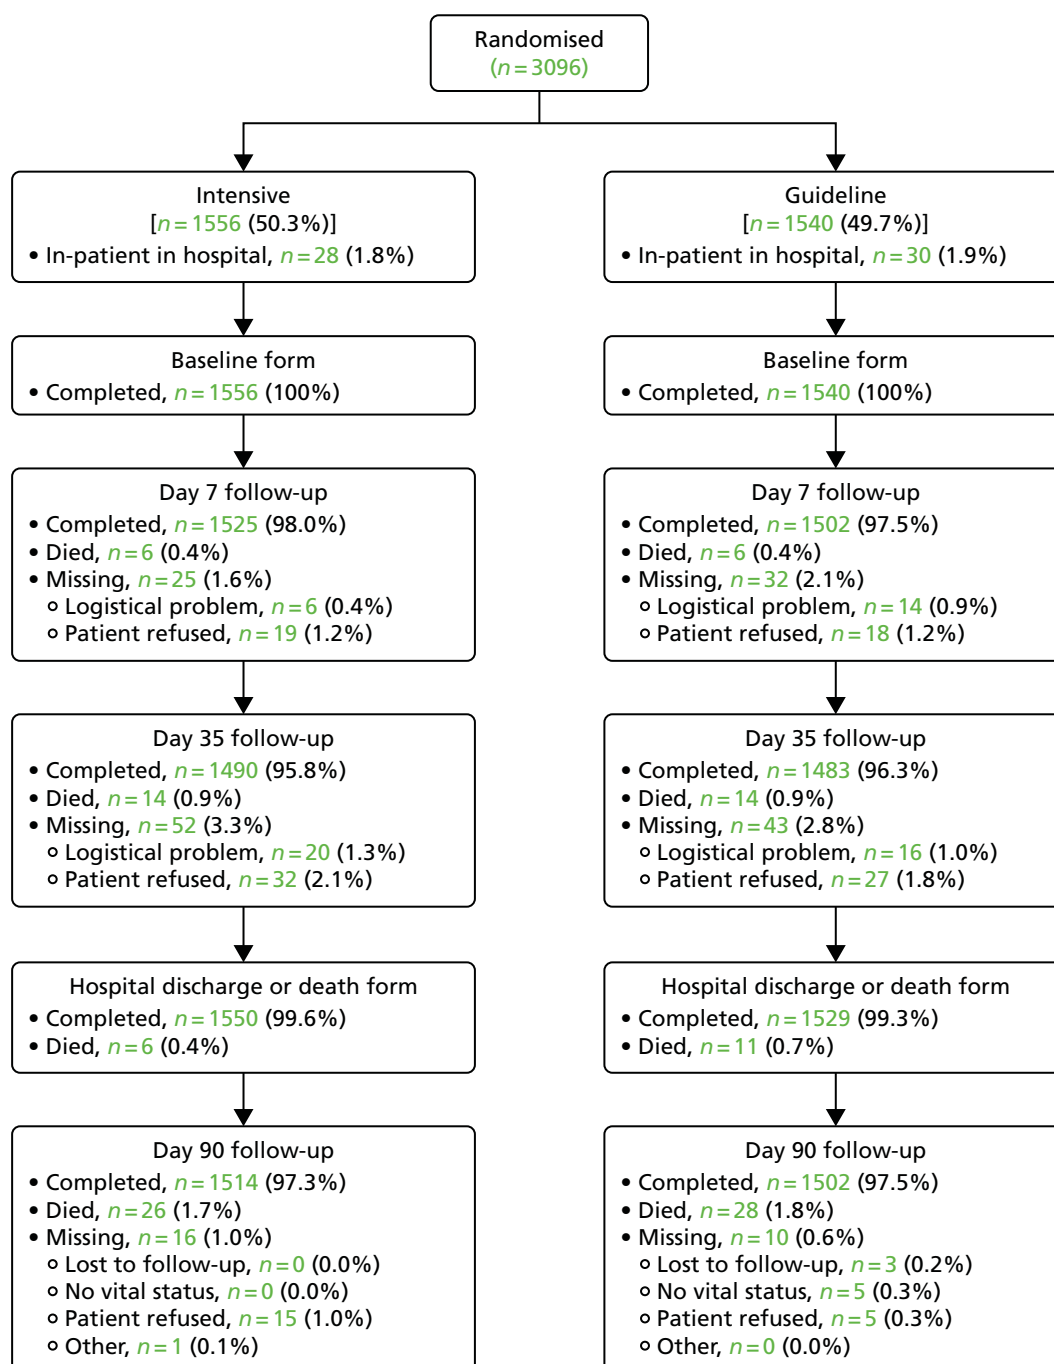 Randomised
(n=3096)
Intensive
[n=1556 (50.3%)]
• In-patient in hospital, n=28 (1.8%)
Baseline form
• Completed, n=1556 (100%)
Day 7 follow-up
• Completed, n=1525 (98.0%)
• Died, n=6 (0.4%)
• Missing, n=25 (1.6%)
Logistical problem, n=6 (0.4%)
Patient refused, n=19 (1.2%)
Day 35 follow-up
• Completed, n=1490 (95.8%)
• Died, n=14 (0.9%)
• Missing, n=52 (3.3%)
Logistical problem, n=20 (1.3%)
Patient refused, n=32 (2.1%)
Hospital discharge or death form
• Completed, n=1550 (99.6%)
• Died, n=6 (0.4%)
Day 90 follow-up
• Completed, n=1514 (97.3%)
• Died, n=26 (1.7%)
• Missing, n=16 (1.0%)
Lost to follow-up, n=0 (0.0%)
No vital status, n=0 (0.0%)
Patient refused, n=15 (1.0%)
Other, n=1 (0.1%)
Guideline
[n=1540 (49.7%)]
• In-patient in hospital, n=30 (1.9%)
Baseline form
• Completed, n=1540 (100%)
Day 7 follow-up
• Completed, n=1502 (97.5%)
• Died, n=6 (0.4%)
• Missing, n=32 (2.1%)
Logistical problem, n=14 (0.9%)
Patient refused, n=18 (1.2%)
Day 35 follow-up
• Completed, n=1483 (96.3%)
• Died, n=14 (0.9%)
• Missing, n=43 (2.8%)
Logistical problem, n=16 (1.0%)
Patient refused, n=27 (1.8%)
Hospital discharge or death form
• Completed, n=1529 (99.3%)
• Died, n=11 (0.7%)
Day 90 follow-up
• Completed, n=1502 (97.5%)
• Died, n=28 (1.8%)
• Missing, n=10 (0.6%)
Lost to follow-up, n=3 (0.2%)
No vital status, n=5 (0.3%)
Patient refused, n=5 (0.3%)
Other, n=0 (0.0%)